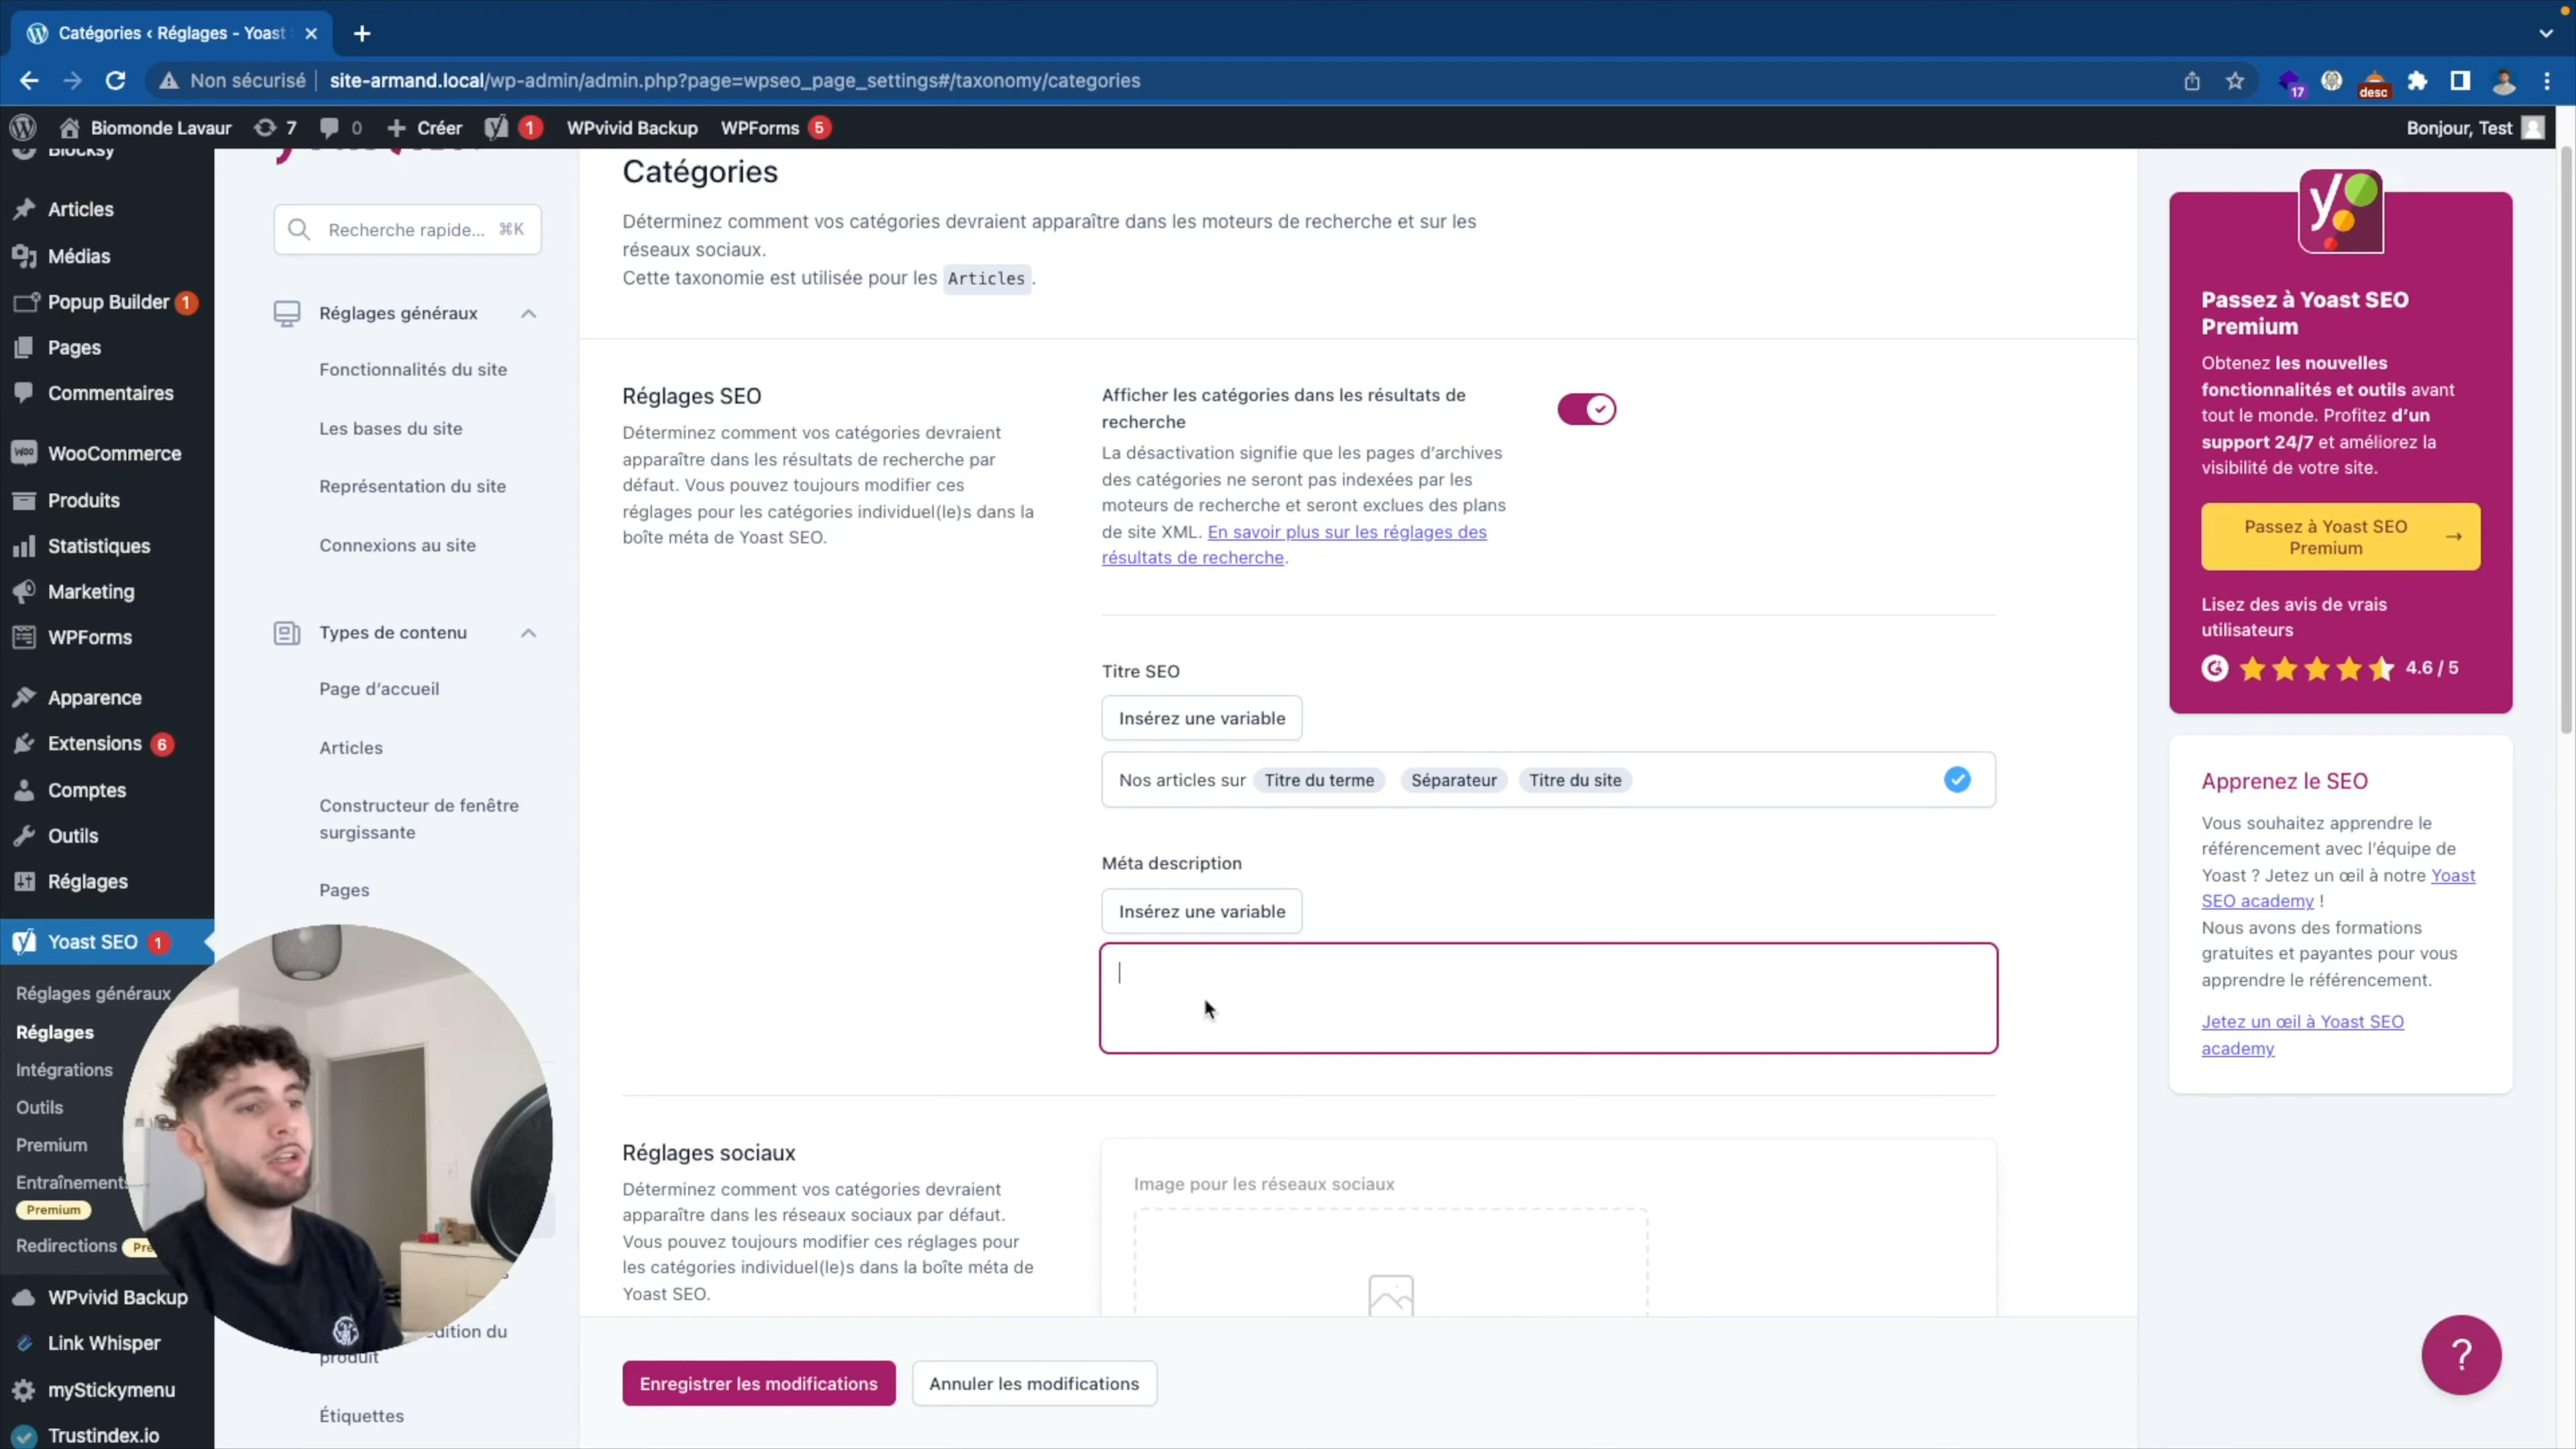 Catégories ‹ Réglages - Yoast
Non sécurisé
site-armand.local/wp-admin/admin.php?page=wpseo_page_settings#/taxonomy/categories
17
desc
Biomonde Lavaur
7
0
Créer
1
WPvivid Backup
WPForms
5
Bonjour, Test
Blocksy
Articles
Médias
Popup Builder
1
Pages
Commentaires
WooCommerce
Produits
Statistiques
Marketing
WPForms
Apparence
Extensions
6
Comptes
Outils
Réglages
Yoast SEO
1
Réglages généraux
Réglages
Intégrations
Outils
Premium
Entraînements
Premium
Redirections
Pre
WPvivid Backup
Link Whisper
myStickymenu
Trustindex.io
Recherche rapide... ⌘K
Réglages généraux
Fonctionnalités du site
Les bases du site
Représentation du site
Connexions au site
Types de contenu
Page d’accueil
Articles
Constructeur de fenêtre
surgissante
Pages
dition du
produit
Étiquettes
Catégories
Déterminez comment vos catégories devraient apparaître dans les moteurs de recherche et sur les
réseaux sociaux.
Cette taxonomie est utilisée pour les Articles.
Réglages SEO
Déterminez comment vos catégories devraient
apparaître dans les résultats de recherche par
défaut. Vous pouvez toujours modifier ces
réglages pour les catégories individuel(le)s dans la
boîte méta de Yoast SEO.
Afficher les catégories dans les résultats de
recherche
La désactivation signifie que les pages d’archives
des catégories ne seront pas indexées par les
moteurs de recherche et seront exclues des plans
de site XML. En savoir plus sur les réglages des
résultats de recherche.
Titre SEO
Insérez une variable
Nos articles sur Titre du terme Séparateur Titre du site
Méta description
Insérez une variable
Réglages sociaux
Déterminez comment vos catégories devraient
apparaître dans les réseaux sociaux par défaut.
Vous pouvez toujours modifier ces réglages pour
les catégories individuel(le)s dans la boîte méta de
Yoast SEO.
Image pour les réseaux sociaux
Enregistrer les modifications
Annuler les modifications
Passez à Yoast SEO
Premium
Obtenez les nouvelles
fonctionnalités et outils avant
tout le monde. Profitez d’un
support 24/7 et améliorez la
visibilité de votre site.
Passez à Yoast SEO
Premium
→
Lisez des avis de vrais
utilisateurs
4.6 / 5
Apprenez le SEO
Vous souhaitez apprendre le
référencement avec l’équipe de
Yoast ? Jetez un œil à notre Yoast
SEO academy !
Nous avons des formations
gratuites et payantes pour vous
apprendre le référencement.
Jetez un œil à Yoast SEO
academy
?